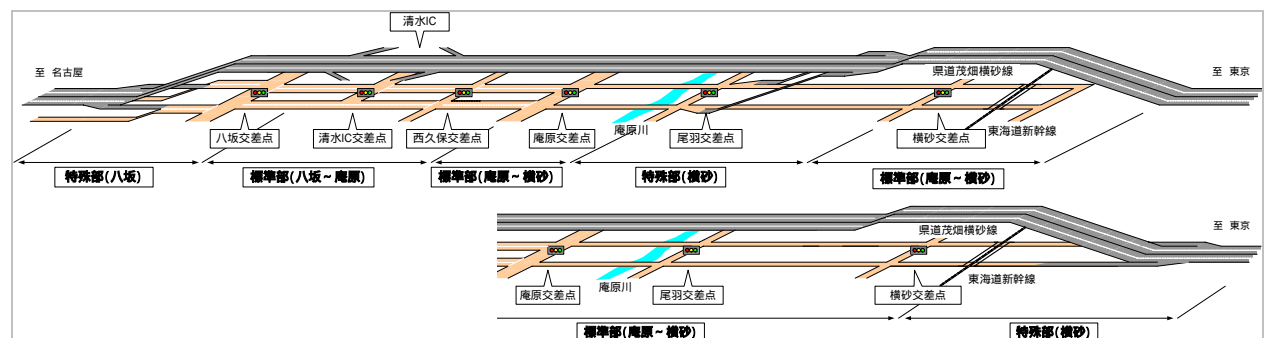 清水IC
至 名古屋
県道茂畑横砂線
至 東京
八坂交差点
清水IC交差点
西久保交差点
庵原交差点
庵原川
尾羽交差点
横砂交差点
東海道新幹線
特殊部(八坂)
標準部(八坂~庵原)
標準部(庵原~横砂)
特殊部(横砂)
標準部(庵原~横砂)
県道茂畑横砂線
至 東京
庵原交差点
庵原川
尾羽交差点
横砂交差点
東海道新幹線
標準部(庵原~横砂)
特殊部(横砂)